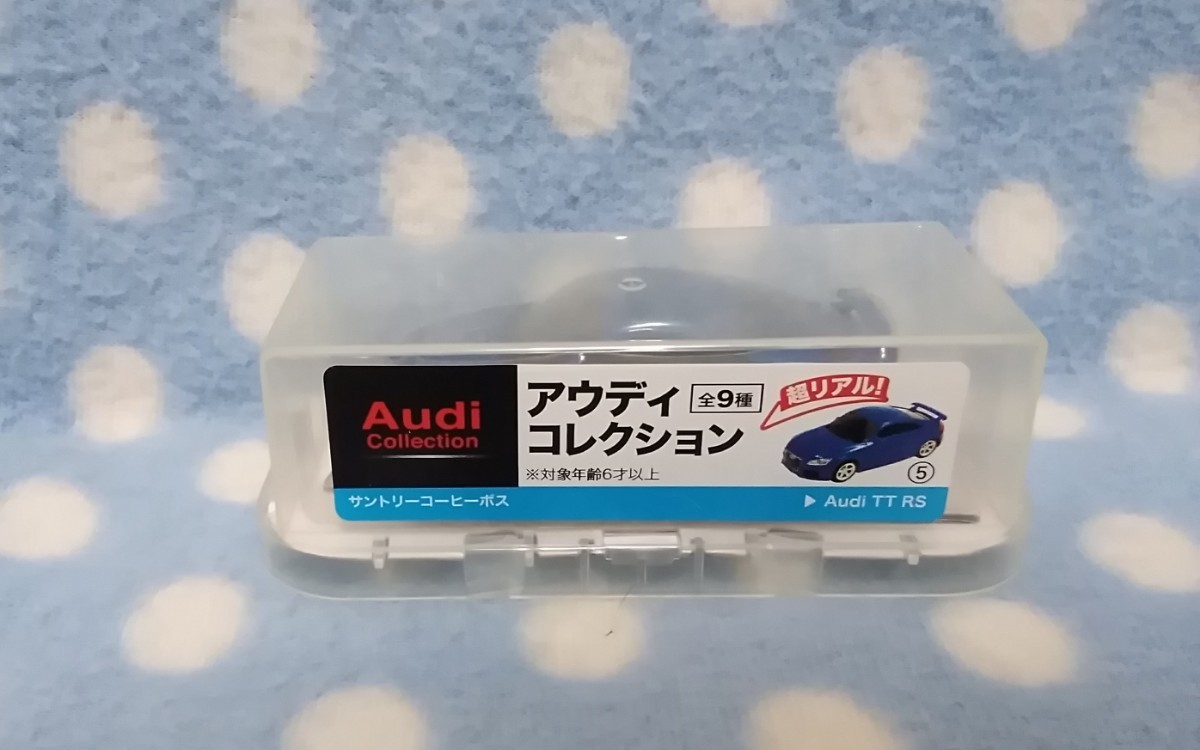 Audi
Collection
アウディ
コレクション
全9種
※対象年齢6才以上
超リアル!
⑤
サントリーコーヒーボス
▶ Audi TT RS